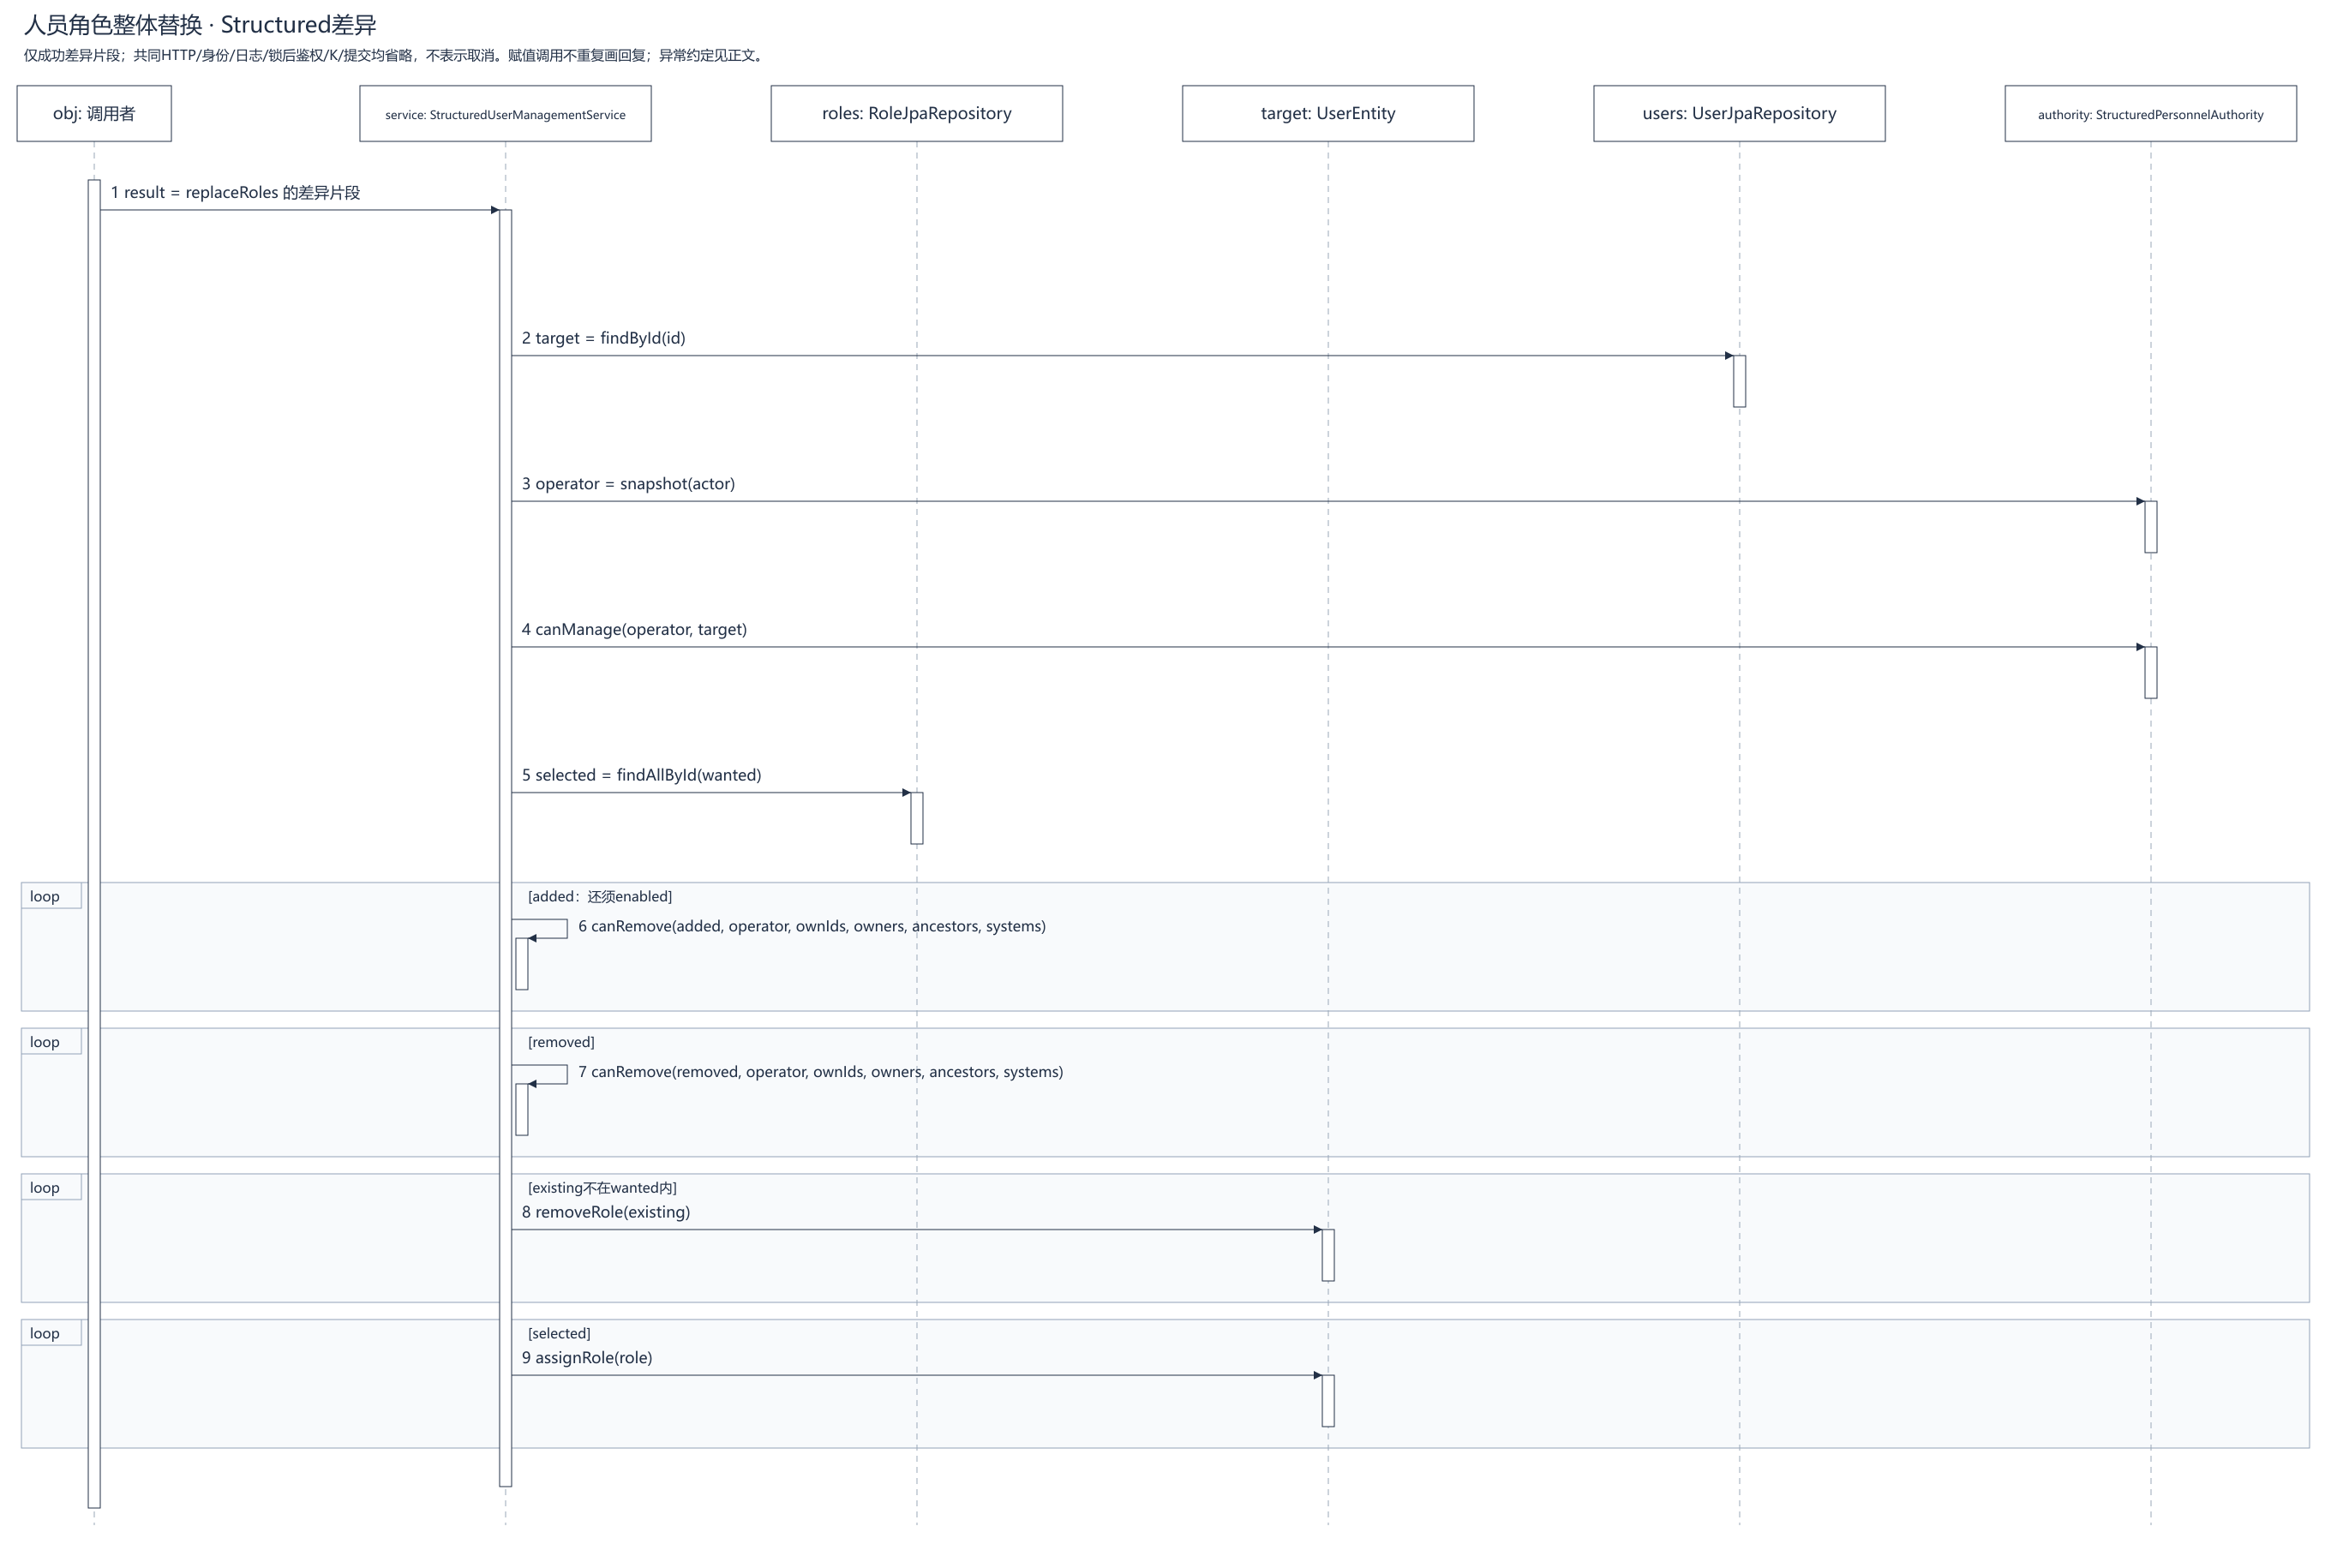 人员角色整体替换 · Structured差异
仅成功差异片段；共同HTTP/身份/日志/锁后鉴权/K/提交均省略，不表示取消。赋值调用不重复画回复；异常约定见正文。
obj: 调用者
service: StructuredUserManagementService
roles: RoleJpaRepository
target: UserEntity
users: UserJpaRepository
authority: StructuredPersonnelAuthority
1 result = replaceRoles 的差异片段
2 target = findById(id)
3 operator = snapshot(actor)
4 canManage(operator, target)
5 selected = findAllById(wanted)
loop
[added：还须enabled]
6 canRemove(added, operator, ownIds, owners, ancestors, systems)
loop
[removed]
7 canRemove(removed, operator, ownIds, owners, ancestors, systems)
loop
[existing不在wanted内]
8 removeRole(existing)
loop
[selected]
9 assignRole(role)